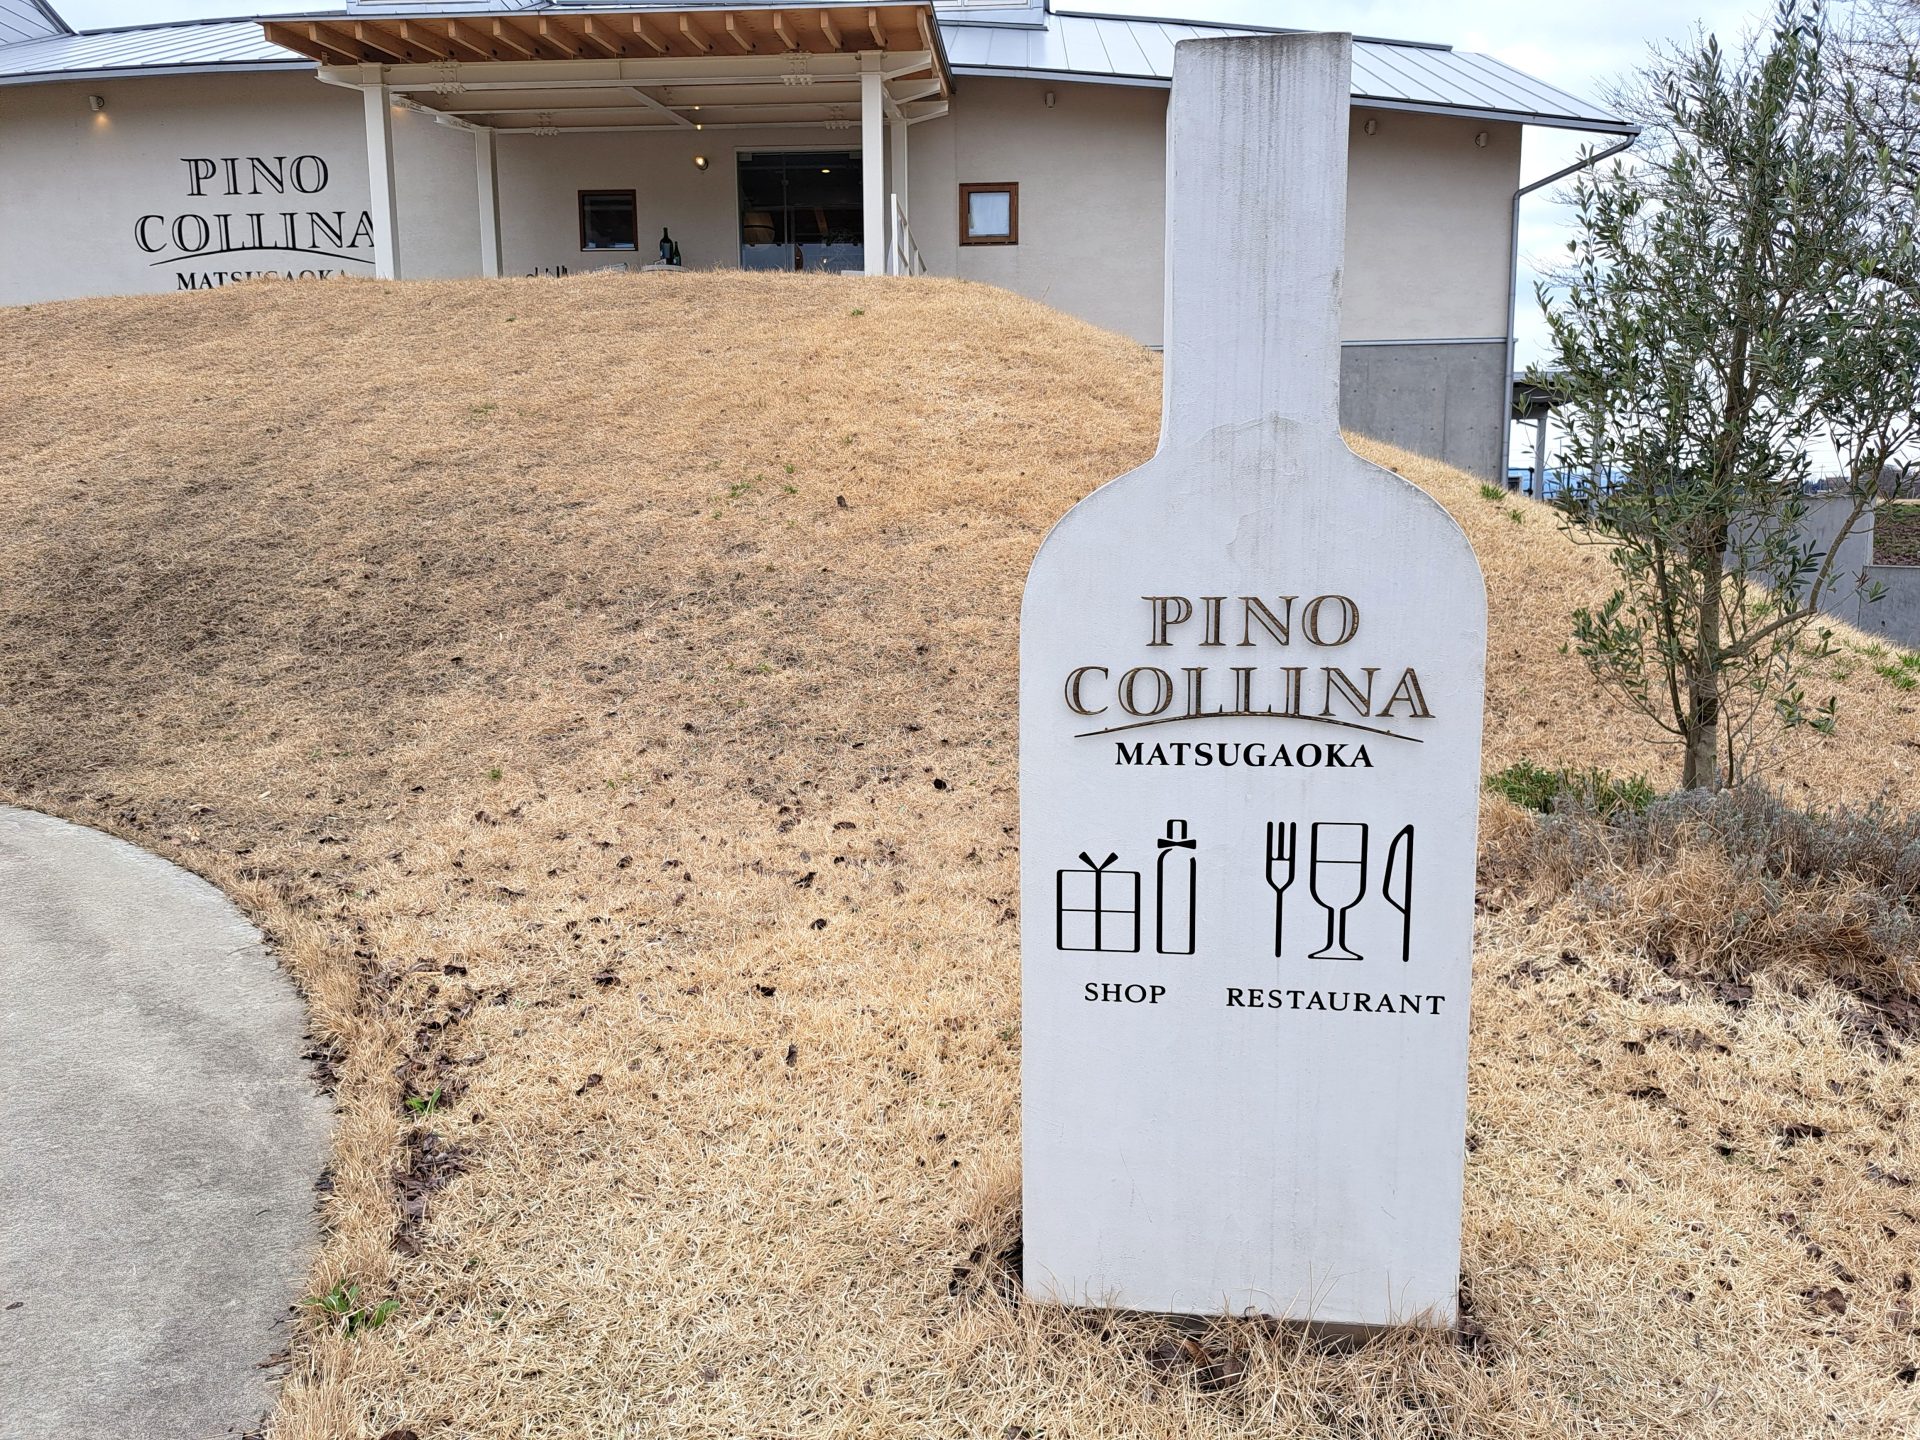 PINO
COLLINA
MATSUGAOKA
PINO
COLLINA
MATSUGAOKA
SHOP
RESTAURANT